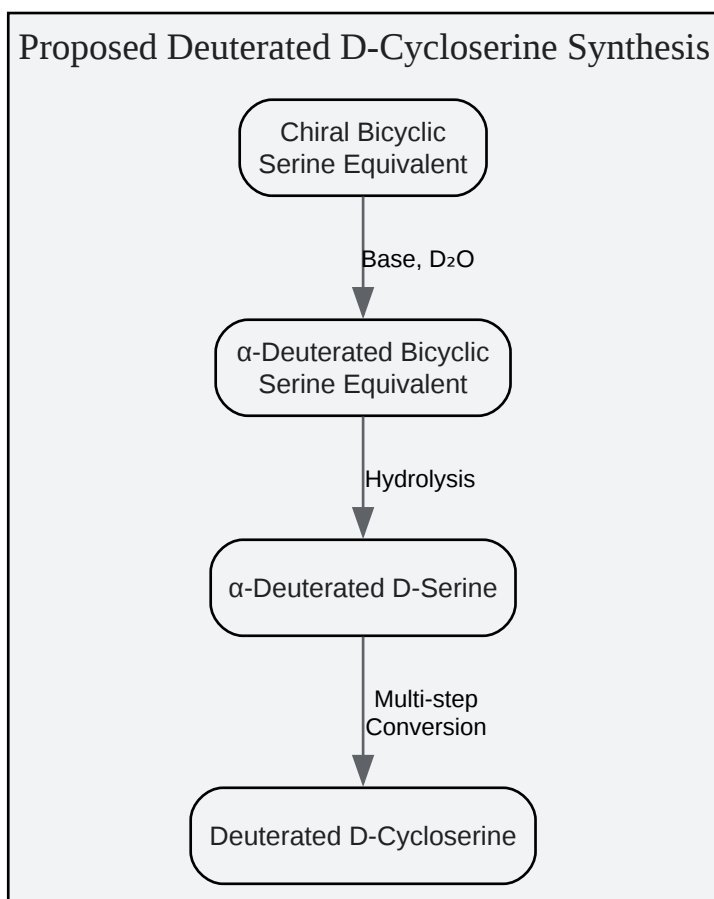 Proposed Deuterated D-Cycloserine Synthesis
Chiral Bicyclic
Serine Equivalent
Base, D₂O
α-Deuterated Bicyclic
Serine Equivalent
Hydrolysis
α-Deuterated D-Serine
Multi-step
Conversion
Deuterated D-Cycloserine